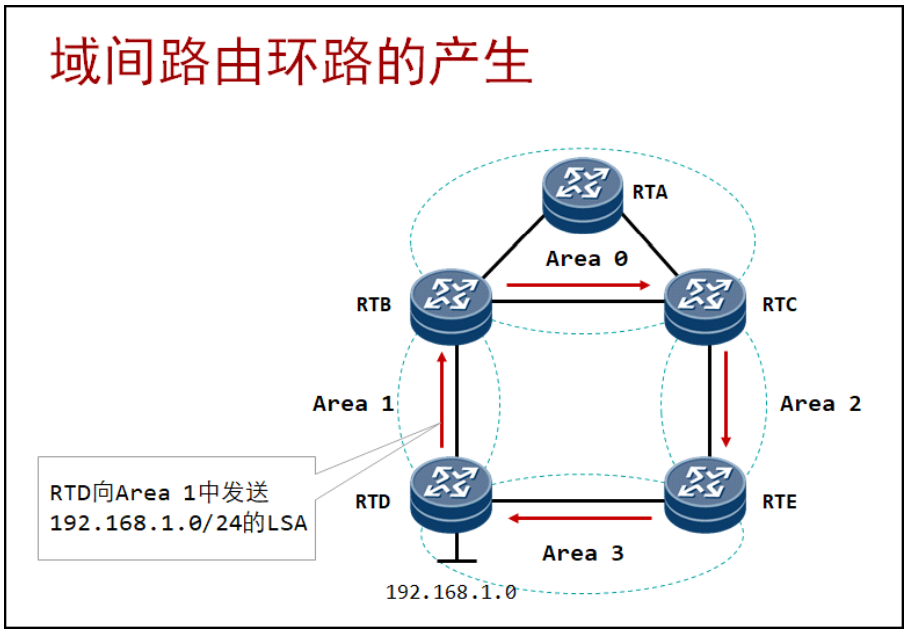 域间路由环路的产生
RTA
Area 0
RTB
RTC
Area 1
Area 2
RTD向Area 1中发送
192.168.1.0/24的LSA
RTD
RTE
Area 3
192.168.1.0